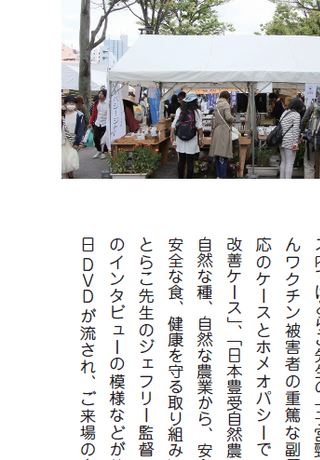 んワクチン被害者の重篤な副
応のケースとホメオパシーで
改善ケース」、「日本豊受自然農
自然な種、自然な農業から、安
安全な食、健康を守る取り組み
とらこ先生のジェフリー監督
のインタビューの模様などが
日DVDが流され、ご来場の